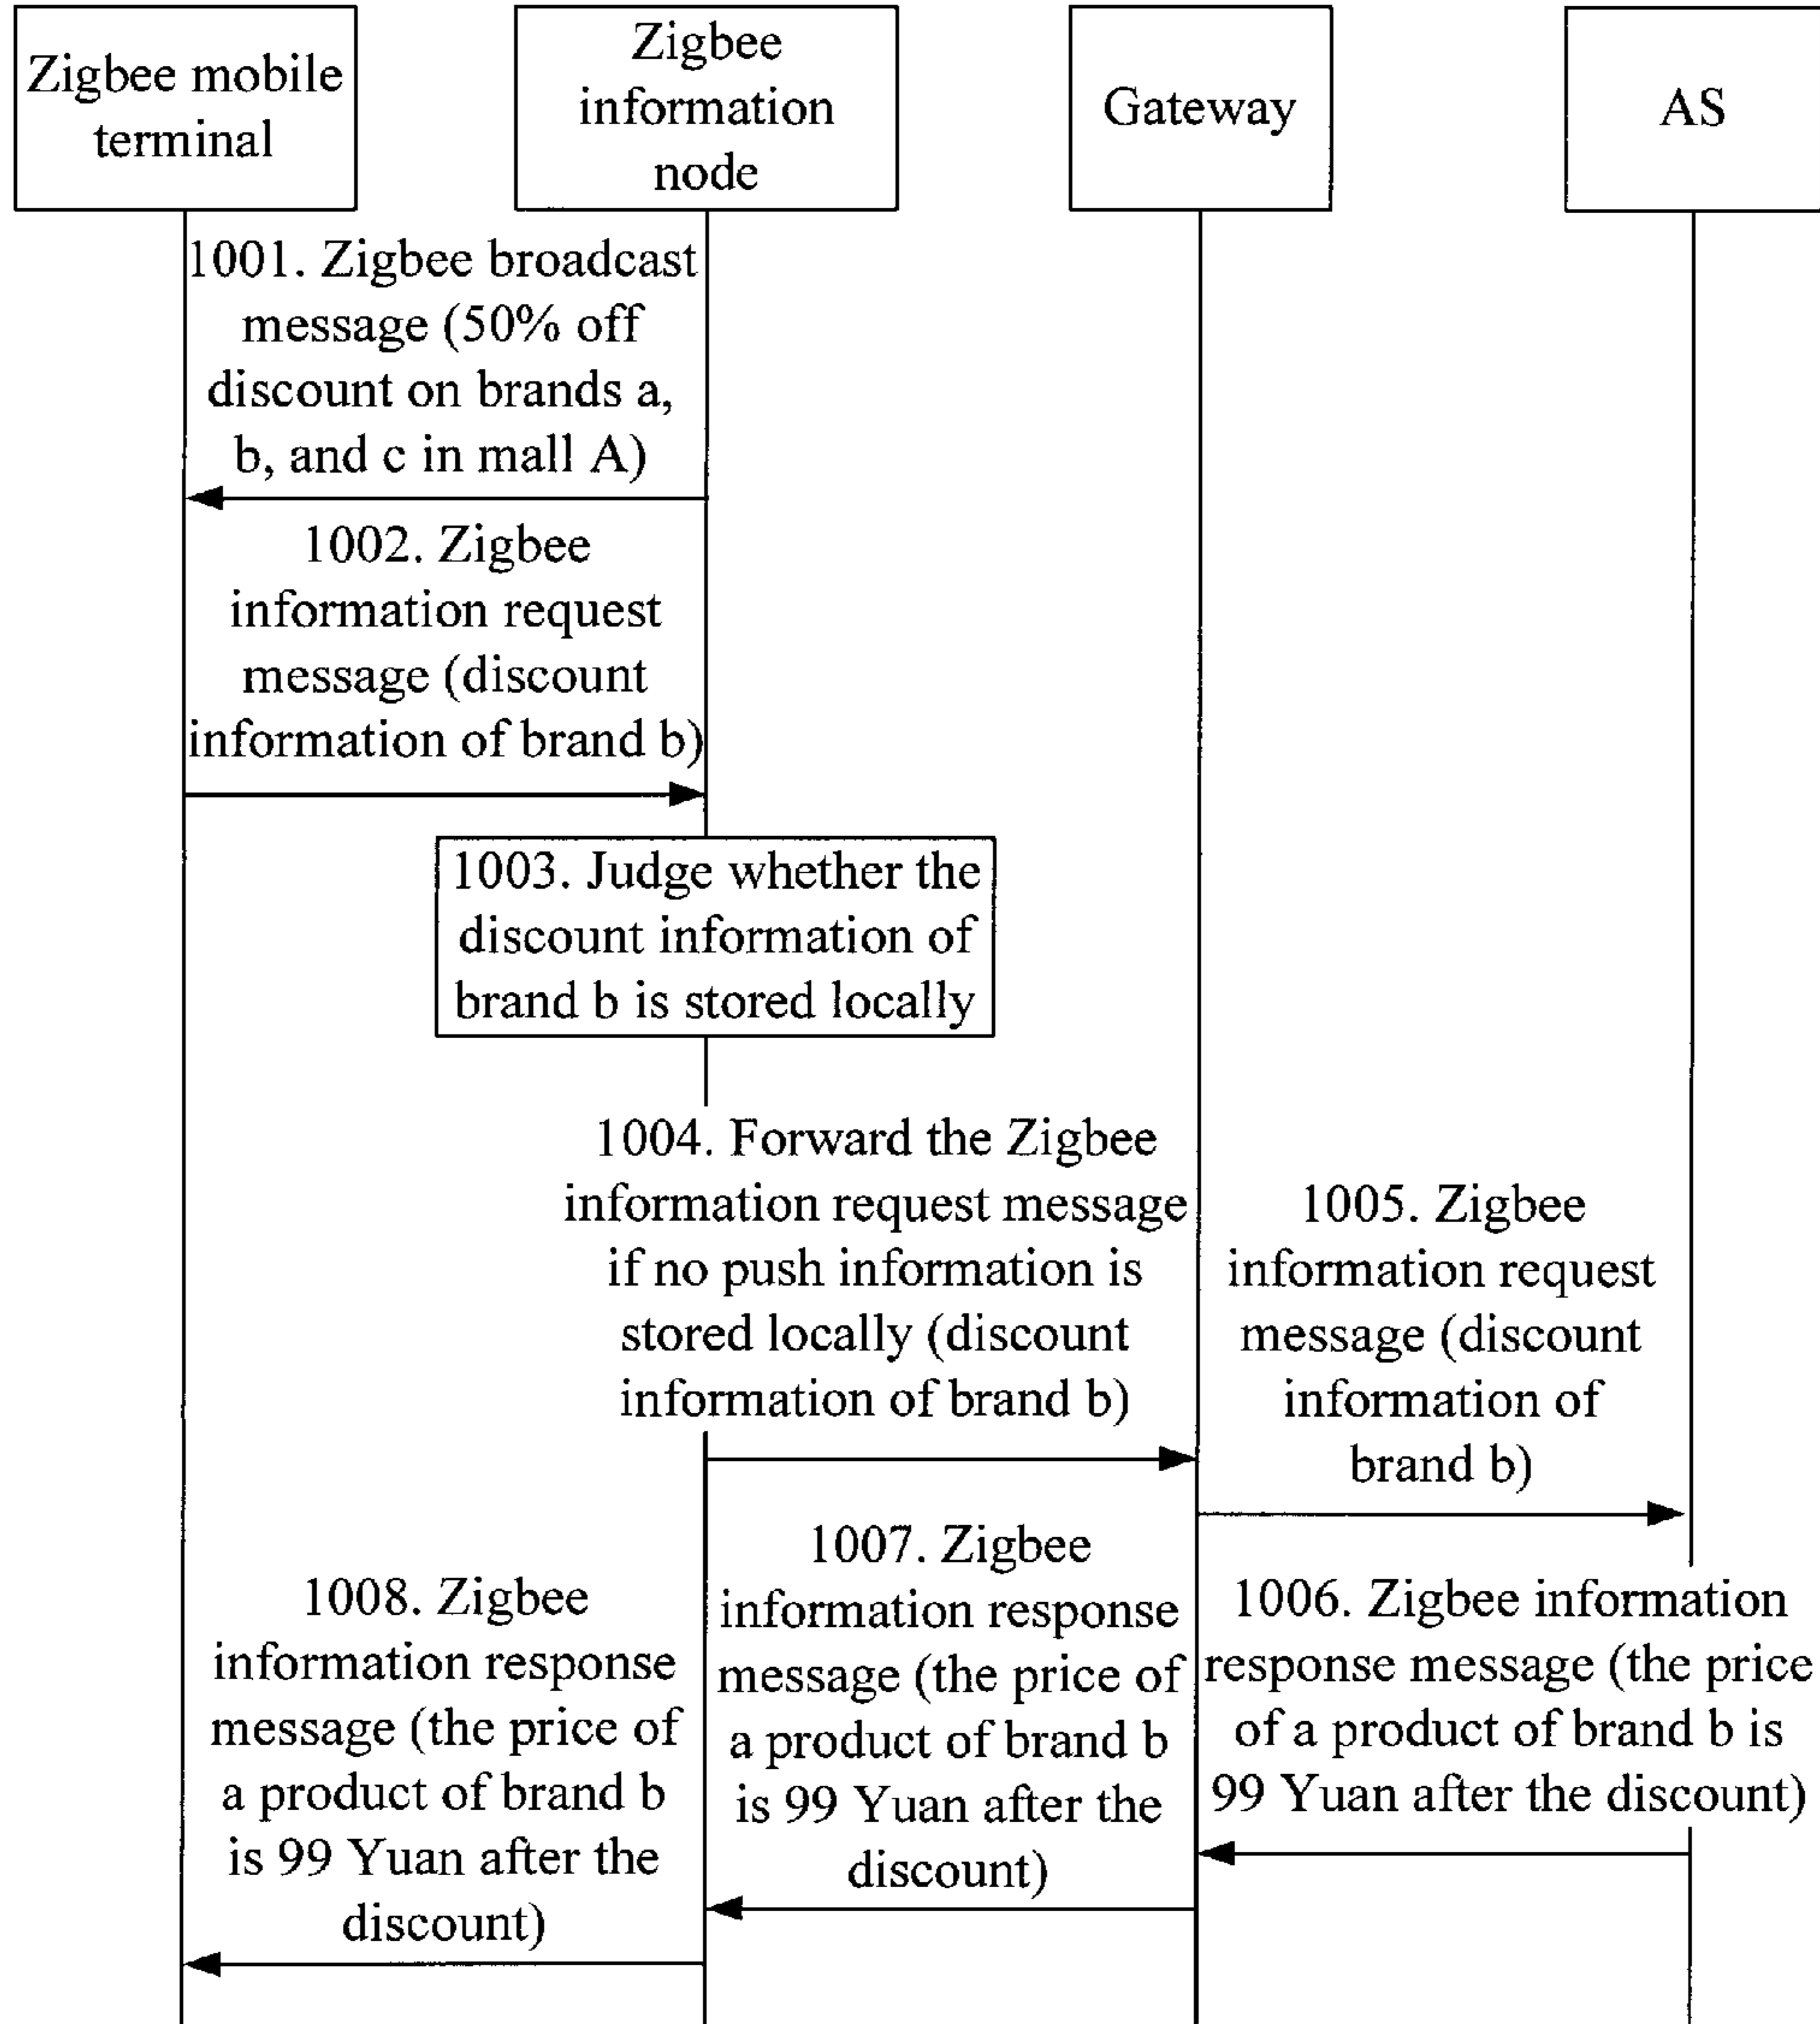 Zigbee mobile
terminal
Zigbee
information
node
Gateway
AS
1001. Zigbee broadcast
message (50% off
discount on brands a,
b, and c in mall A)
1002. Zigbee
information request
message (discount
information of brand b)
1003. Judge whether the
discount information of
brand b is stored locally
1004. Forward the Zigbee
information request message
if no push information is
stored locally (discount
information of brand b)
1005. Zigbee
information request
message (discount
information of
brand b)
1006. Zigbee information
response message (the price
of a product of brand b is
99 Yuan after the discount)
1007. Zigbee
information response
message (the price of
a product of brand b
is 99 Yuan after the
discount)
1008. Zigbee
information response
message (the price of
a product of brand b
is 99 Yuan after the
discount)